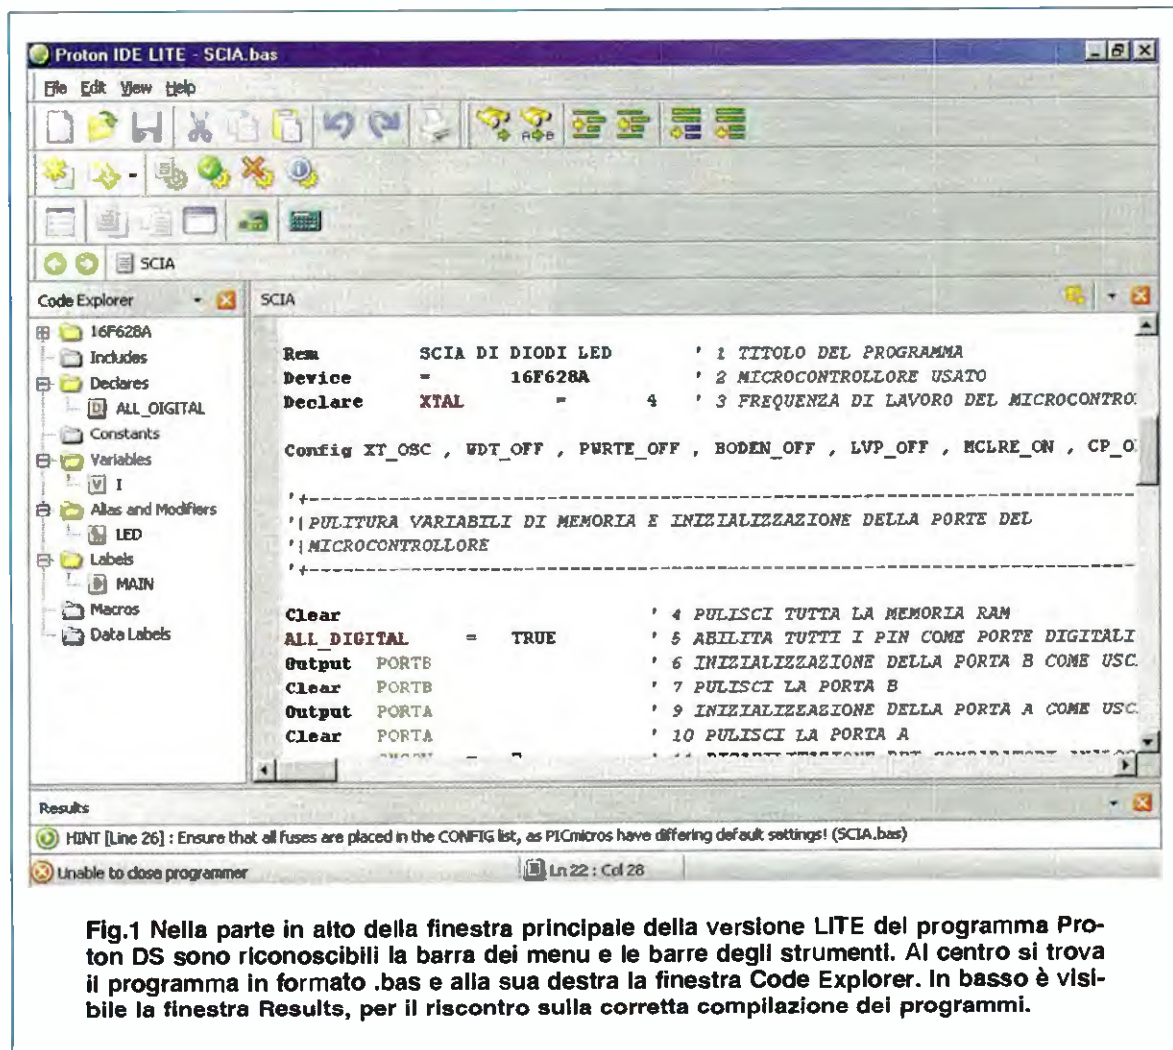 Proton IDE LITE - SCIA.bas
File Edit View Help
SCIA
Code Explorer
16F628A
Includes
Declares
ALL_DIGITAL
Constants
Variables
I
Alias and Modifiers
LED
Labels
MAIN
Macros
Data Labels
SCIA
Rem SCIA DI DIODI LED ' 1 TITOLO DEL PROGRAMMA
Device = 16F628A ' 2 MICROCONTROLLORE USATO
Declare XTAL = 4 ' 3 FREQUENZA DI LAVORO DEL MICROCONTRO
Config XT_OSC , WDT_OFF , PWRTE_OFF , BODEN_OFF , LVP_OFF , MCLRE_ON , CP_O
'+----------------------------------------------------------------------
'|PULITURA VARIABILI DI MEMORIA E INIZIALIZZAZIONE DELLA PORTE DEL
'|MICROCONTROLLORE
'+----------------------------------------------------------------------
Clear ' 4 PULISCI TUTTA LA MEMORIA RAM
ALL_DIGITAL = TRUE ' 5 ABILITA TUTTI I PIN COME PORTE DIGITALI
Output PORTB ' 6 INIZIALIZZAZIONE DELLA PORTA B COME USC
Clear PORTB ' 7 PULISCI LA PORTA B
Output PORTA ' 9 INIZIALIZZAZIONE DELLA PORTA A COME USC
Clear PORTA ' 10 PULISCI LA PORTA A
Results
HINT [Line 26] : Ensure that all fuses are placed in the CONFIG list, as PICmicros have differing default settings! (SCIA.bas)
Unable to close programmer
Ln 22 : Col 28
Fig.1 Nella parte in alto della finestra principale della versione LITE del programma Pro-
ton DS sono riconoscibili la barra dei menu e le barre degli strumenti. Al centro si trova
il programma in formato .bas e alla sua destra la finestra Code Explorer. In basso è visi-
bile la finestra Results, per il riscontro sulla corretta compilazione dei programmi.